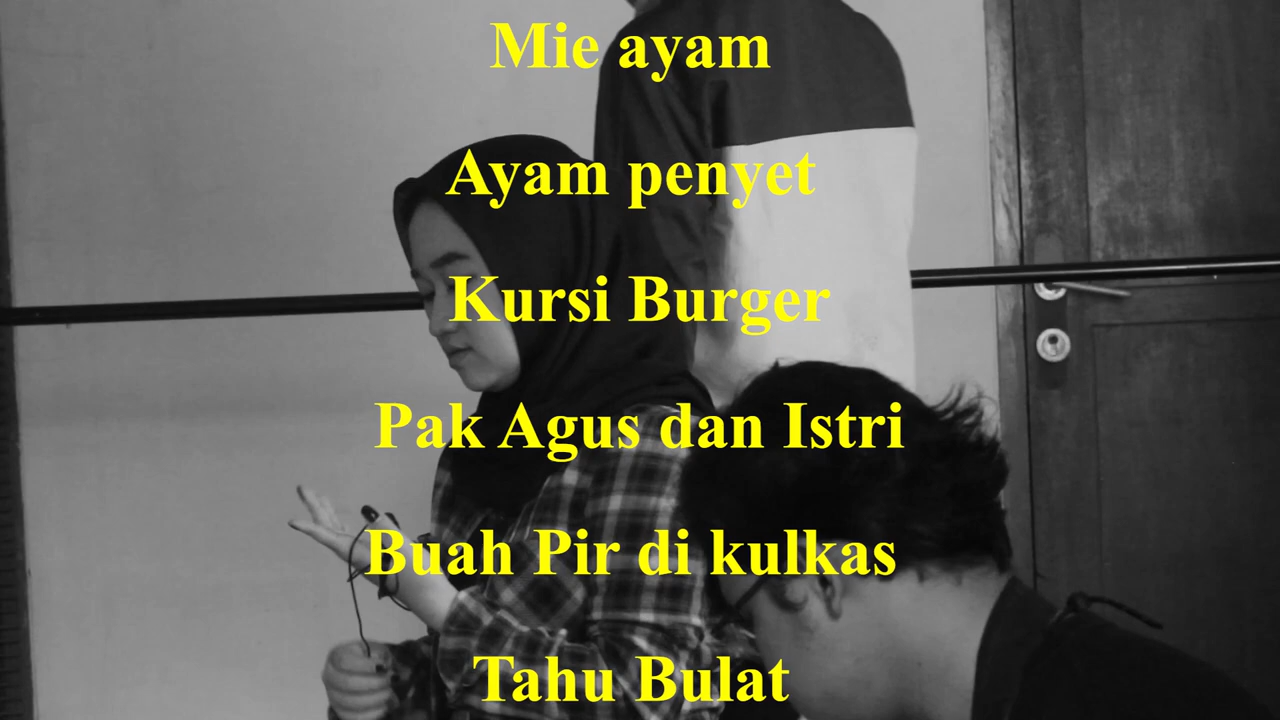 Mie ayam
Ayam penyet
Kursi Burger
Pak Agus dan Istri
Buah Pir di kulkas
Tahu Bulat